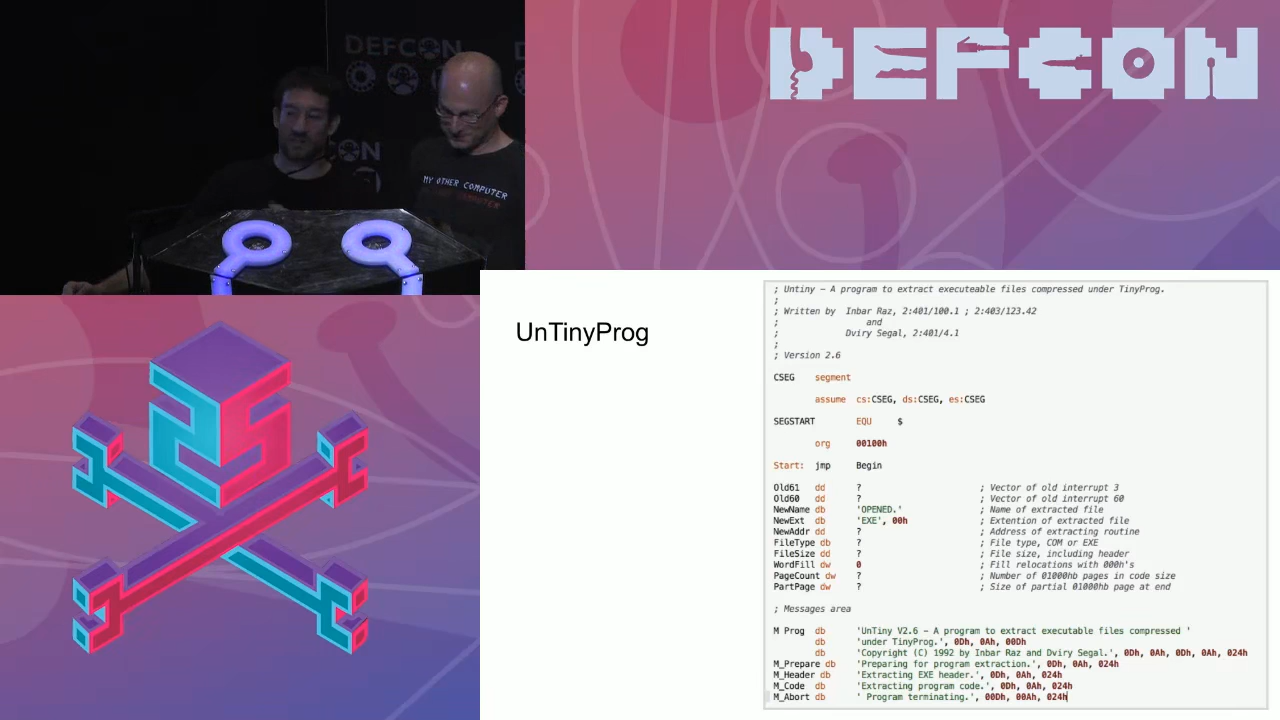 DEFCON
DEFCON
CON
MY OTHER COMPUTER
COMPUTER
UnTinyProg
; Untiny - A program to extract executeable files compressed under TinyProg.
;
; Written by Inbar Raz, 2:401/100.1 ; 2:403/123.42
; and
; Dviry Segal, 2:401/4.1
;
; Version 2.6
CSEG segment
assume cs:CSEG, ds:CSEG, es:CSEG
SEGSTART EQU $
org 00100h
Start: jmp Begin
Old61 dd ? ; Vector of old interrupt 3
Old60 dd ? ; Vector of old interrupt 60
NewName db 'OPENED.' ; Name of extracted file
NewExt db 'EXE', 00h ; Extention of extracted file
NewAddr dd ? ; Address of extracting routine
FileType db ? ; File type, COM or EXE
FileSize dd ? ; File size, including header
WordFill dw 0 ; Fill relocations with 000h's
PageCount dw ? ; Number of 01000hb pages in code size
PartPage dw ? ; Size of partial 01000hb page at end
; Messages area
M Prog db 'UnTiny V2.6 - A program to extract executable files compressed '
db 'under TinyProg.', 0Dh, 0Ah, 00Dh
db 'Copyright (C) 1992 by Inbar Raz and Dviry Segal.', 0Dh, 0Ah, 0Dh, 0Ah, 024h
M_Prepare db 'Preparing for program extraction.', 0Dh, 0Ah, 024h
M_Header db 'Extracting EXE header.', 0Dh, 0Ah, 024h
M_Code db 'Extracting program code.', 0Dh, 0Ah, 024h
M_Abort db ' Program terminating.', 00Dh, 00Ah, 024h